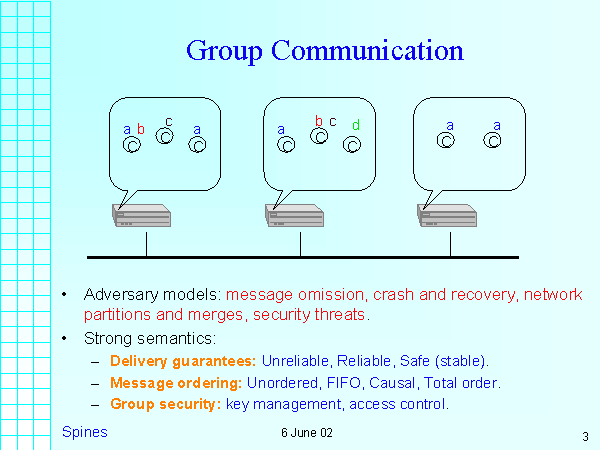 Group Communication
a b c a
C C C
a b c d
C C C
a a
C C
• Adversary models: message omission, crash and recovery, network
partitions and merges, security threats.
• Strong semantics:
– Delivery guarantees: Unreliable, Reliable, Safe (stable).
– Message ordering: Unordered, FIFO, Causal, Total order.
– Group security: key management, access control.
Spines 6 June 02 3